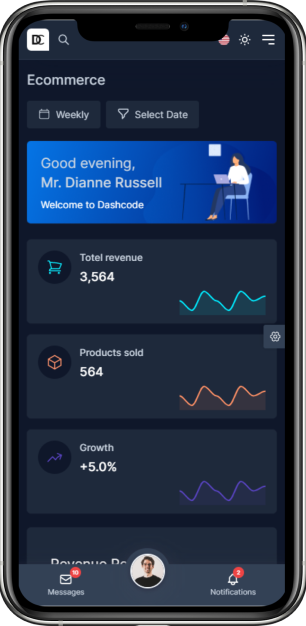 DC
Ecommerce
Weekly
Select Date
Good evening,
Mr. Dianne Russell
Welcome to Dashcode
Totel revenue
3,564
Products sold
564
Growth
+5.0%
Revenue
10
2
Messages
Notifications